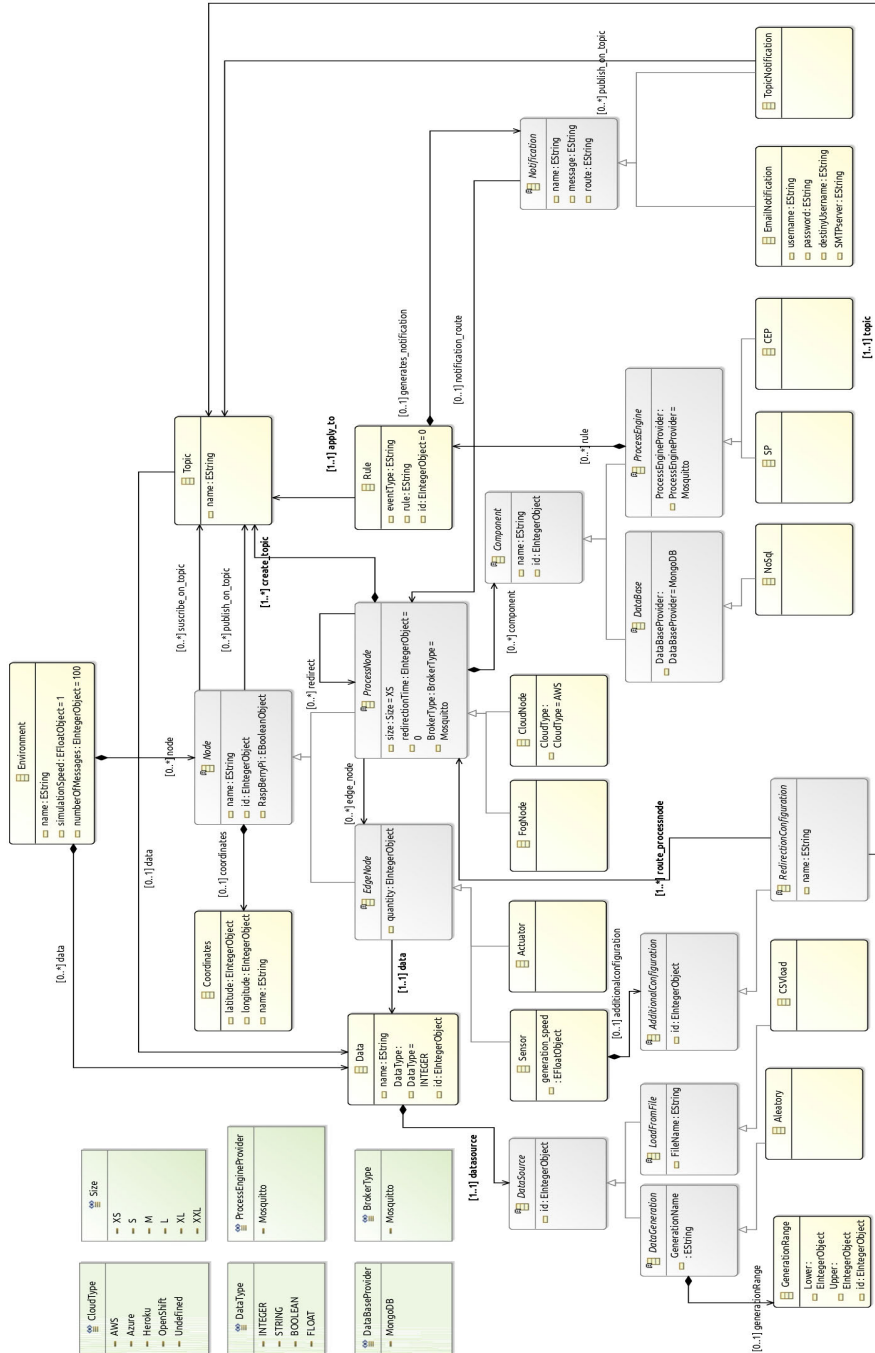 CloudType
AWS
Azure
Heroku
OpenShift
Undefined
Size
XS
S
M
L
XL
XXL
DataType
INTEGER
STRING
BOOLEAN
FLOAT
ProcessEngineProvider
Mosquitto
DataBaseProvider
MongoDB
BrokerType
Mosquitto
Environment
name : EString
simulationSpeed : EFloatObject = 1
numberOfMessages : EIntegerObject = 100
[0..*] data
[0..*] node
[0..1] data
Coordinates
latitude : EIntegerObject
longitude : EIntegerObject
name : EString
[0..1] coordinates
Node
name : EString
id : EIntegerObject
RaspBerryPi : EBooleanObject
[0..*] suscribe_on_topic
[0..*] publish_on_topic
[1..*] create_topic
Topic
name : EString
Data
name : EString
DataType :
DataType =
INTEGER
id : EIntegerObject
[1..1] data
EdgeNode
quantity : EIntegerObject
[0..*] edge_node
[0..*] redirect
ProcessNode
size : Size = XS
redirectionTime : EIntegerObject =
0
BrokerType : BrokerType =
Mosquitto
[1..1] apply_to
Rule
eventType : EString
rule : EString
id : EIntegerObject = 0
[0..1] generates_notification
[0..1] notification_route
Notification
name : EString
message : EString
route : EString
[0..*] publish_on_topic
[1..1] datasource
DataSource
id : EIntegerObject
Sensor
generation_speed
: EFloatObject
Actuator
FogNode
CloudNode
CloudType :
CloudType = AWS
[0..*] component
Component
name : EString
id : EIntegerObject
[0..*] rule
[0..1] additionalconfiguration
[1..*] route_processnode
DataGeneration
GenerationName
: EString
LoadFromFile
FileName : EString
AdditionalConfiguration
id : EIntegerObject
DataBase
DataBaseProvider :
DataBaseProvider = MongoDB
ProcessEngine
ProcessEngineProvider :
ProcessEngineProvider =
Mosquitto
[0..1] generationRange
GenerationRange
Lower :
EIntegerObject
Upper :
EIntegerObject
id : EIntegerObject
Aleatory
CSVload
RedirectionConfiguration
name : EString
NoSql
SP
CEP
EmailNotification
username : EString
password : EString
destinyUsername : EString
SMTPserver : EString
TopicNotification
[1..1] topic